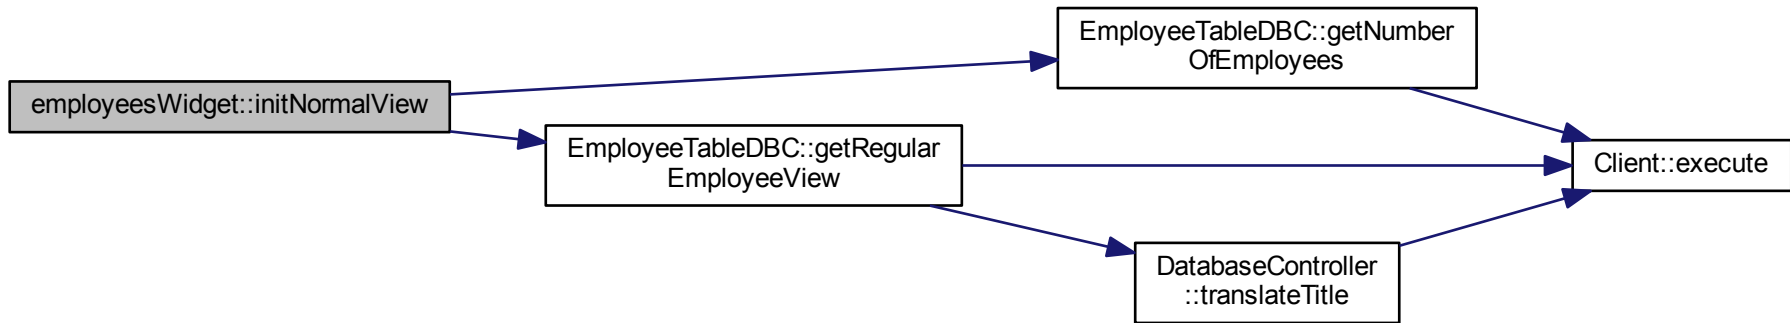 employeesWidget::initNormalView
EmployeeTableDBC::getNumber
OfEmployees
EmployeeTableDBC::getRegular
EmployeeView
Client::execute
DatabaseController
::translateTitle